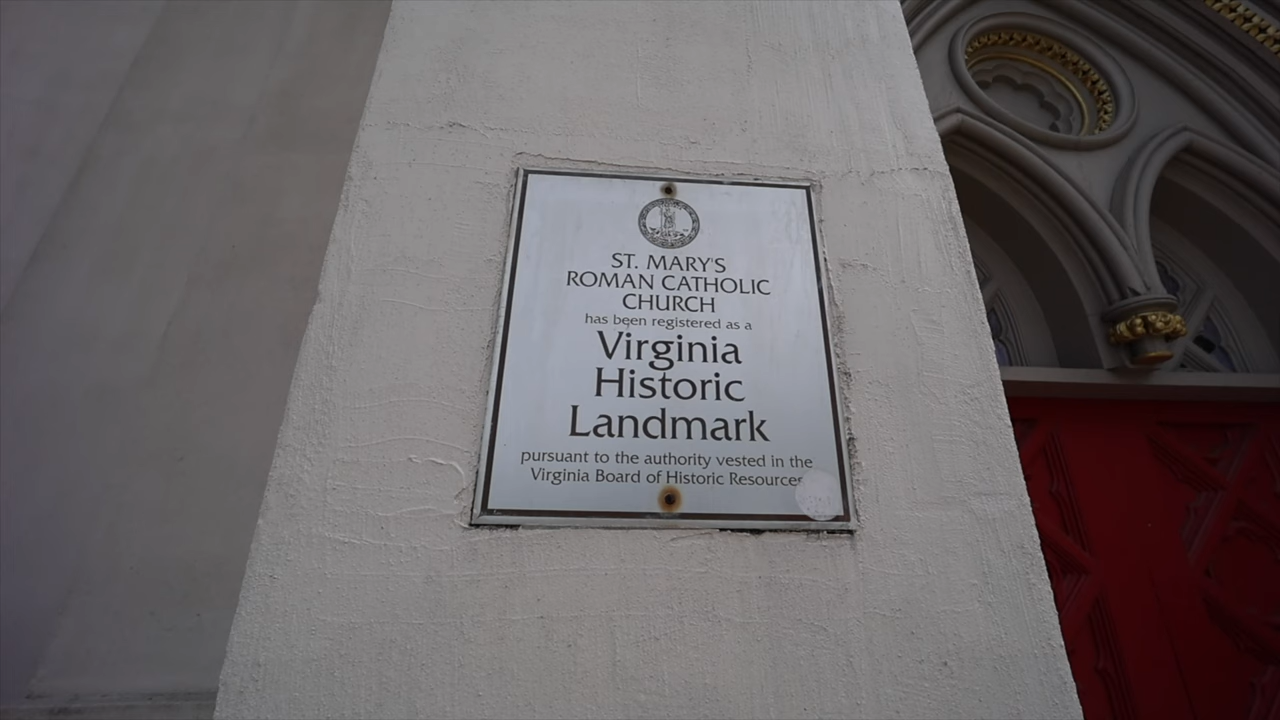 ST. MARY'S
ROMAN CATHOLIC
CHURCH
has been registered as a
Virginia
Historic
Landmark
pursuant to the authority vested in the
Virginia Board of Historic Resources